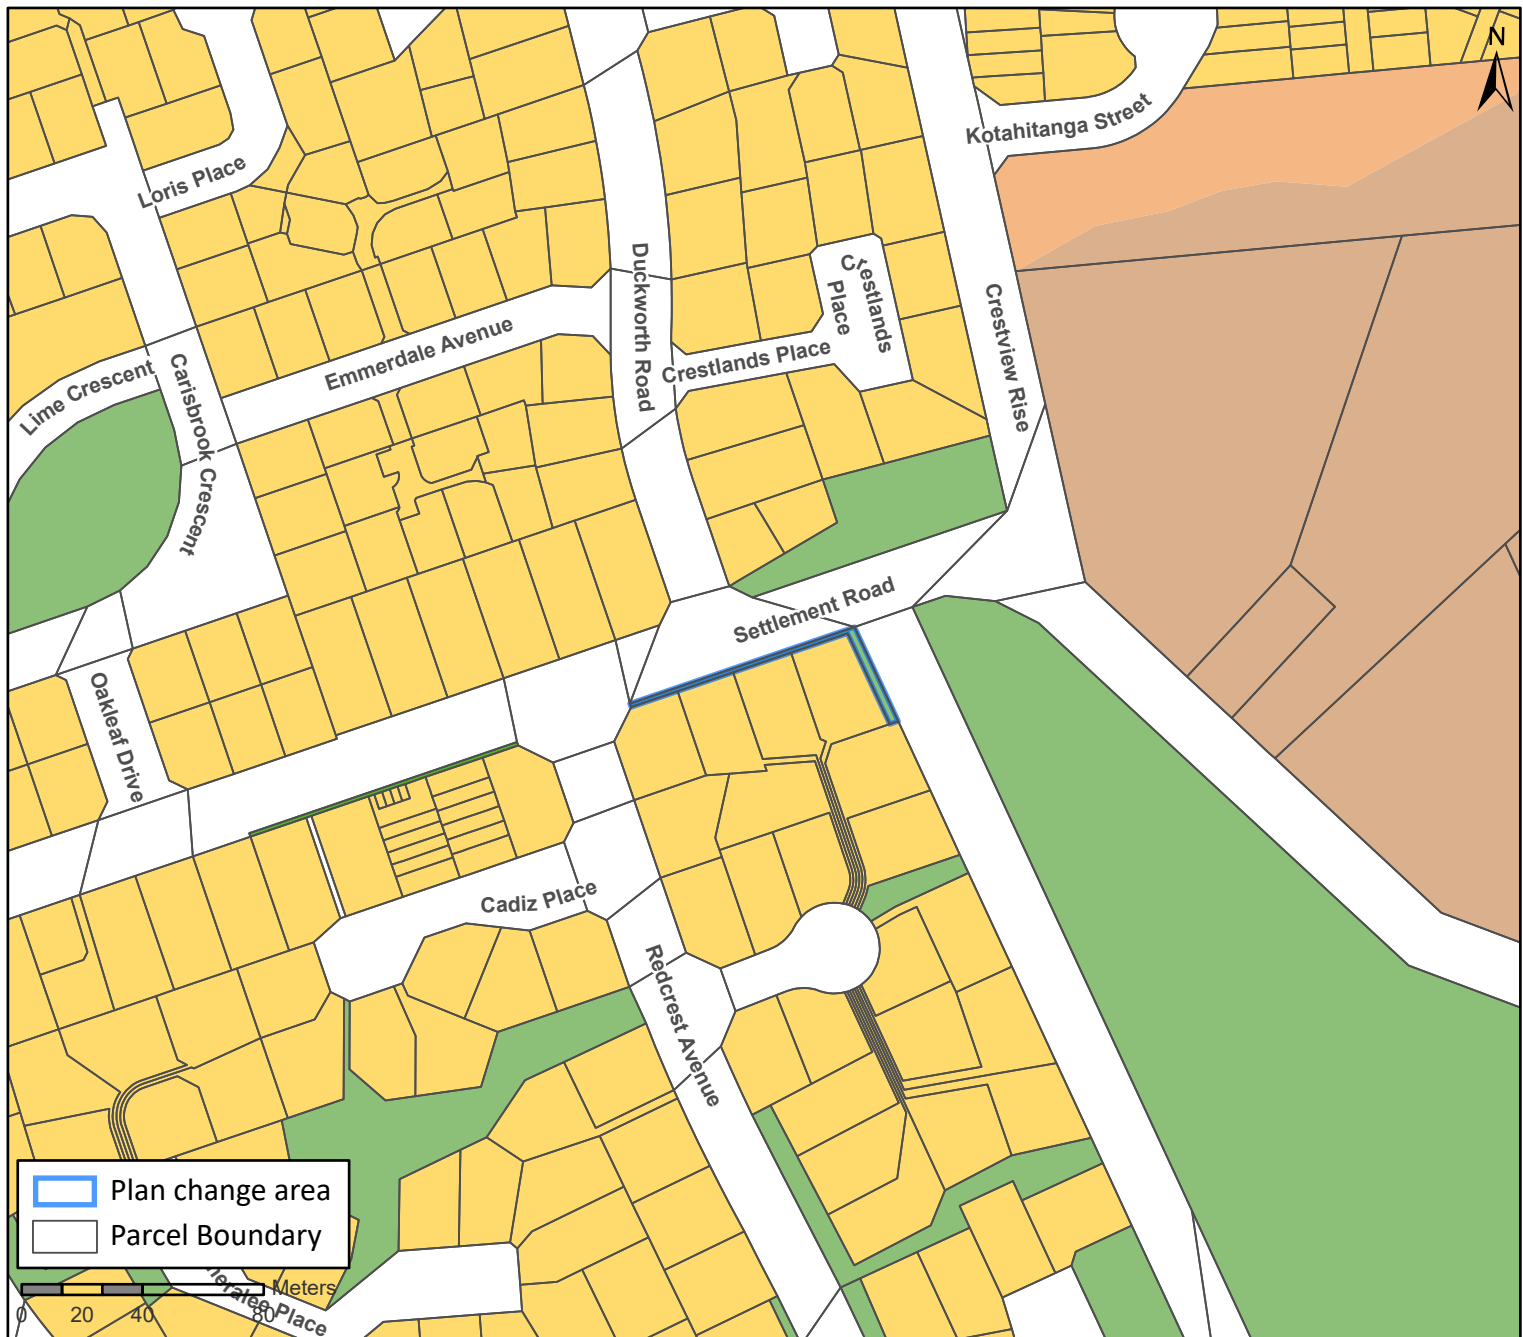 N
Kotahitanga Street
Loris Place
Duckworth Road
Crestlands
Place
Crestview Rise
Emmerdale Avenue
Crestlands Place
Lime Crescent
Carisbrook Crescent
Settlement Road
Oakleaf Drive
Cadiz Place
Redcrest Avenue
Plan change area
Parcel Boundary
Place
Meters
0 20 40 80